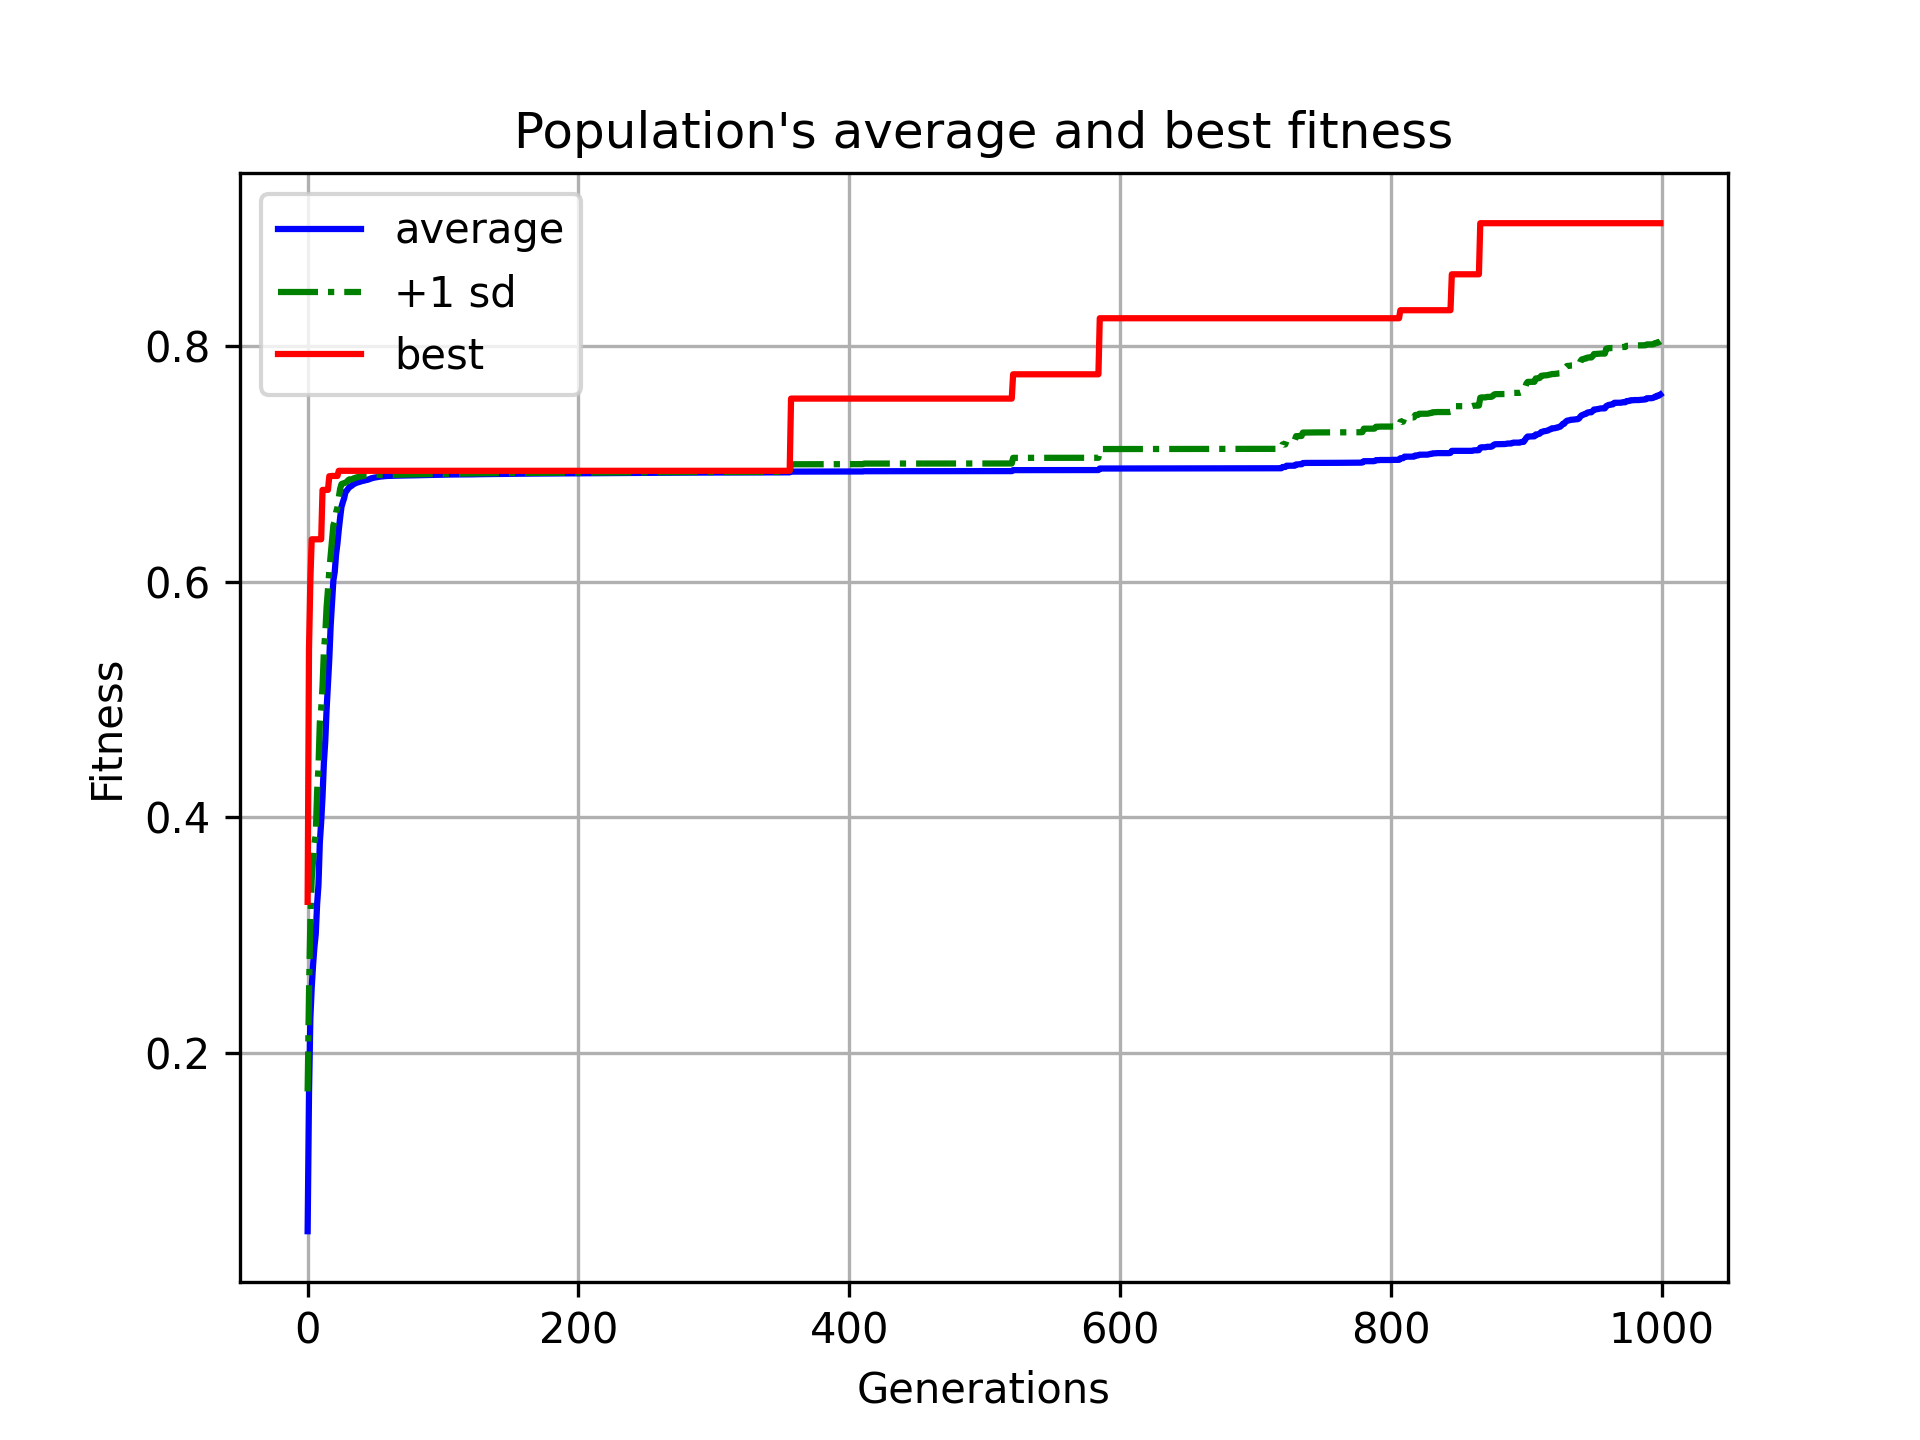 Population's average and best fitness
average
+1 sd
best
0.8
0.6
0.4
0.2
Fitness
0 200 400 600 800 1000
Generations